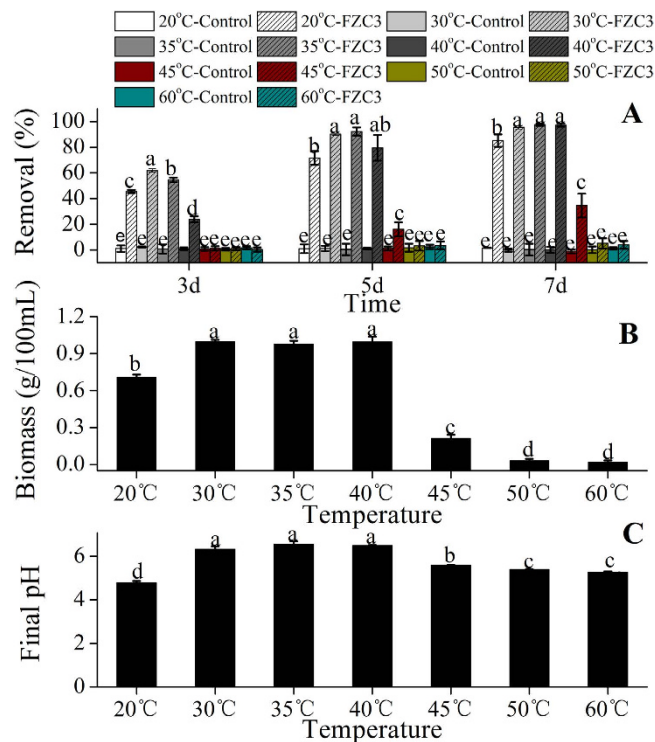 20°C-Control 20°C-FZC3 30°C-Control 30°C-FZC3
35°C-Control 35°C-FZC3 40°C-Control 40°C-FZC3
45°C-Control 45°C-FZC3 50°C-Control 50°C-FZC3
60°C-Control 60°C-FZC3
A
Removal (%)
100
80
60
40
20
0
e c e a e b e d e e e e e e
e b e a e a e ab e c e e e e
e b e a e a e a e c e e e e
3d 5d 7d
Time
B
Biomass (g/100mL)
1.2
0.9
0.6
0.3
0.0
b a a a c d d
20℃ 30℃ 35℃ 40℃ 45℃ 50℃ 60℃
Temperature
C
Final pH
6
4
2
0
d a a a b c c
20℃ 30℃ 35℃ 40℃ 45℃ 50℃ 60℃
Temperature